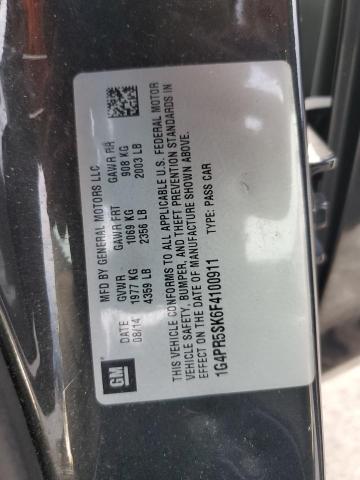 MFD BY GENERAL MOTORS LLC
DATE GVWR GAWR FRT GAWR RR
08/14 1977 KG 1069 KG 908 KG
4359 LB 2356 LB 2003 LB
THIS VEHICLE CONFORMS TO ALL APPLICABLE U.S. FEDERAL MOTOR
VEHICLE SAFETY, BUMPER, AND THEFT PREVENTION STANDARDS IN
EFFECT ON THE DATE OF MANUFACTURE SHOWN ABOVE.
1G4PR5SK6F4100911 TYPE: PASS CAR
GM